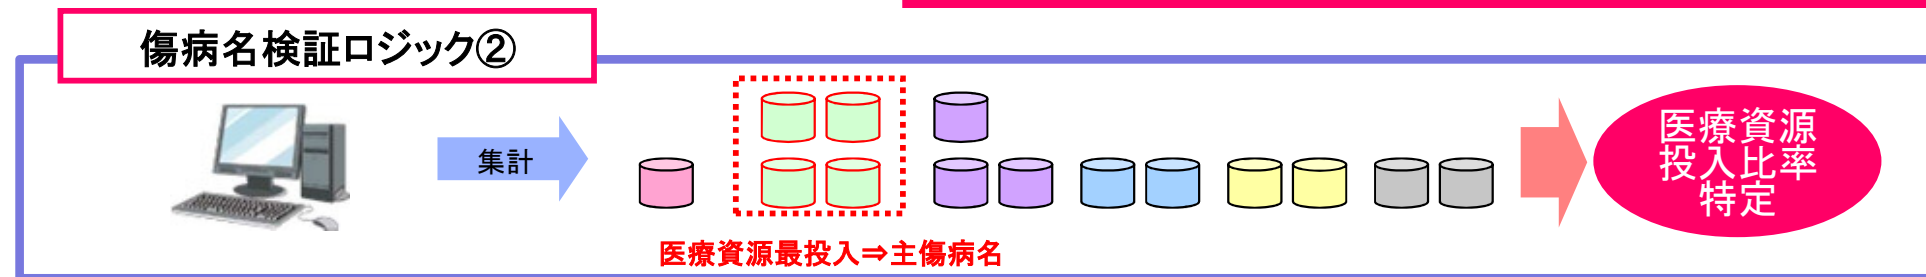 傷病名検証ロジック②
集計
医療資源最投入⇒主傷病名
医療資源
投入比率
特定